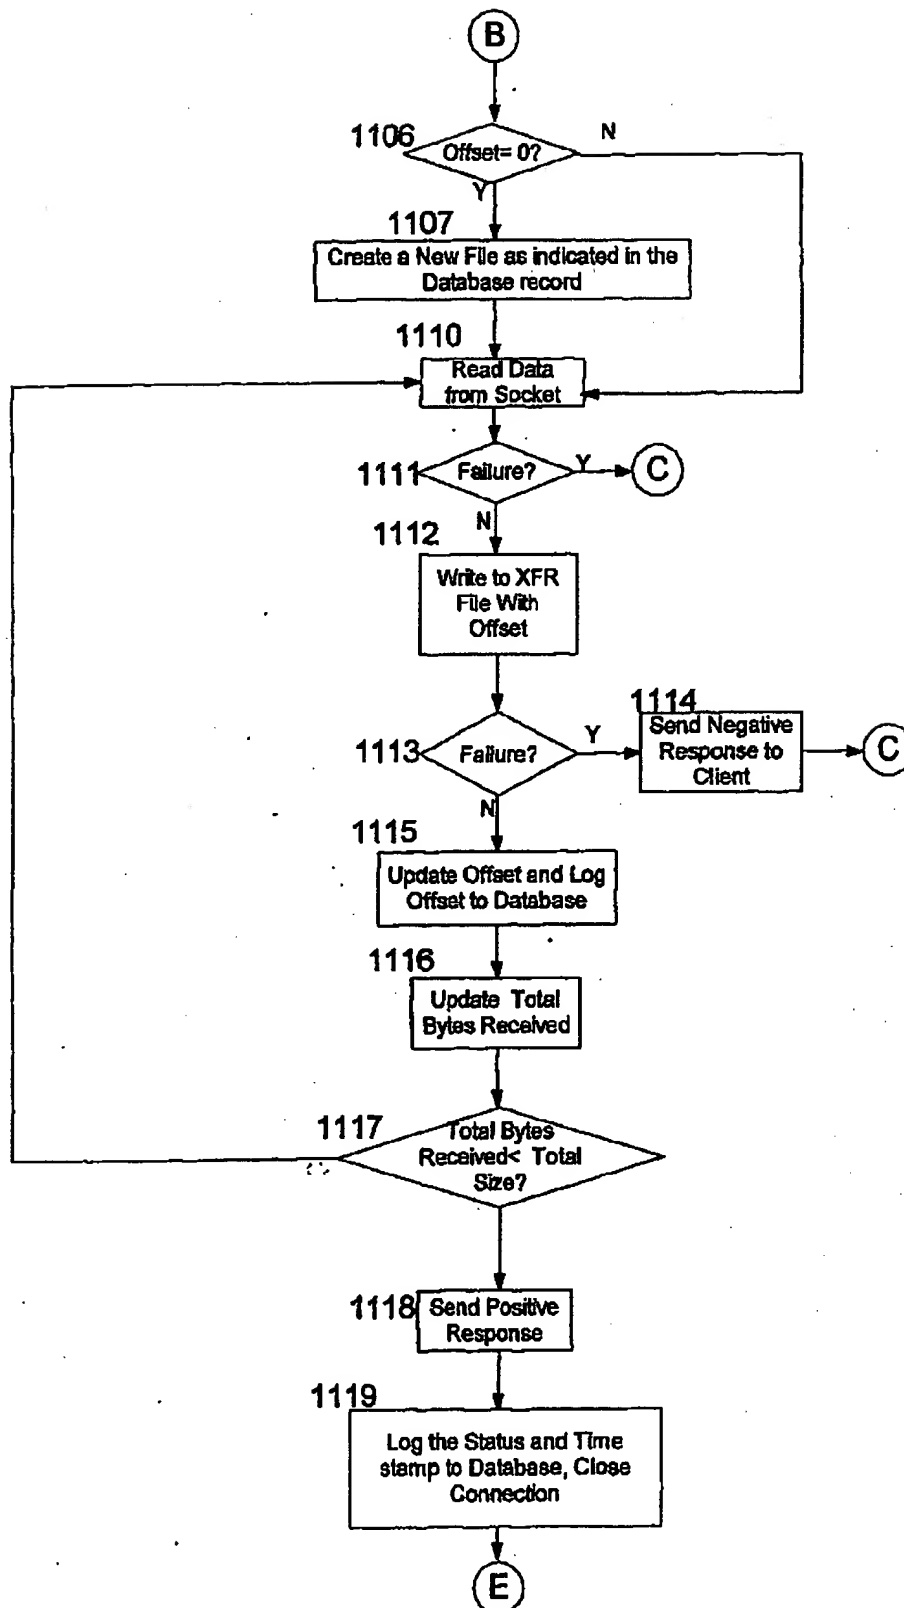 B
1106
N
Offset= 0?
Y
1107
Create a New File as indicated in the
Database record
1110
Read Data
from Socket
1111
Failure?
Y
C
N
1112
Write to XFR
File With
Offset
1114
Send Negative
Response to
Client
C
1113
Failure?
Y
N
1115
Update Offset and Log
Offset to Database
1116
Update Total
Bytes Received
1117
Total Bytes
Received< Total
Size?
1118
Send Positive
Response
1119
Log the Status and Time
stamp to Database, Close
Connection
E